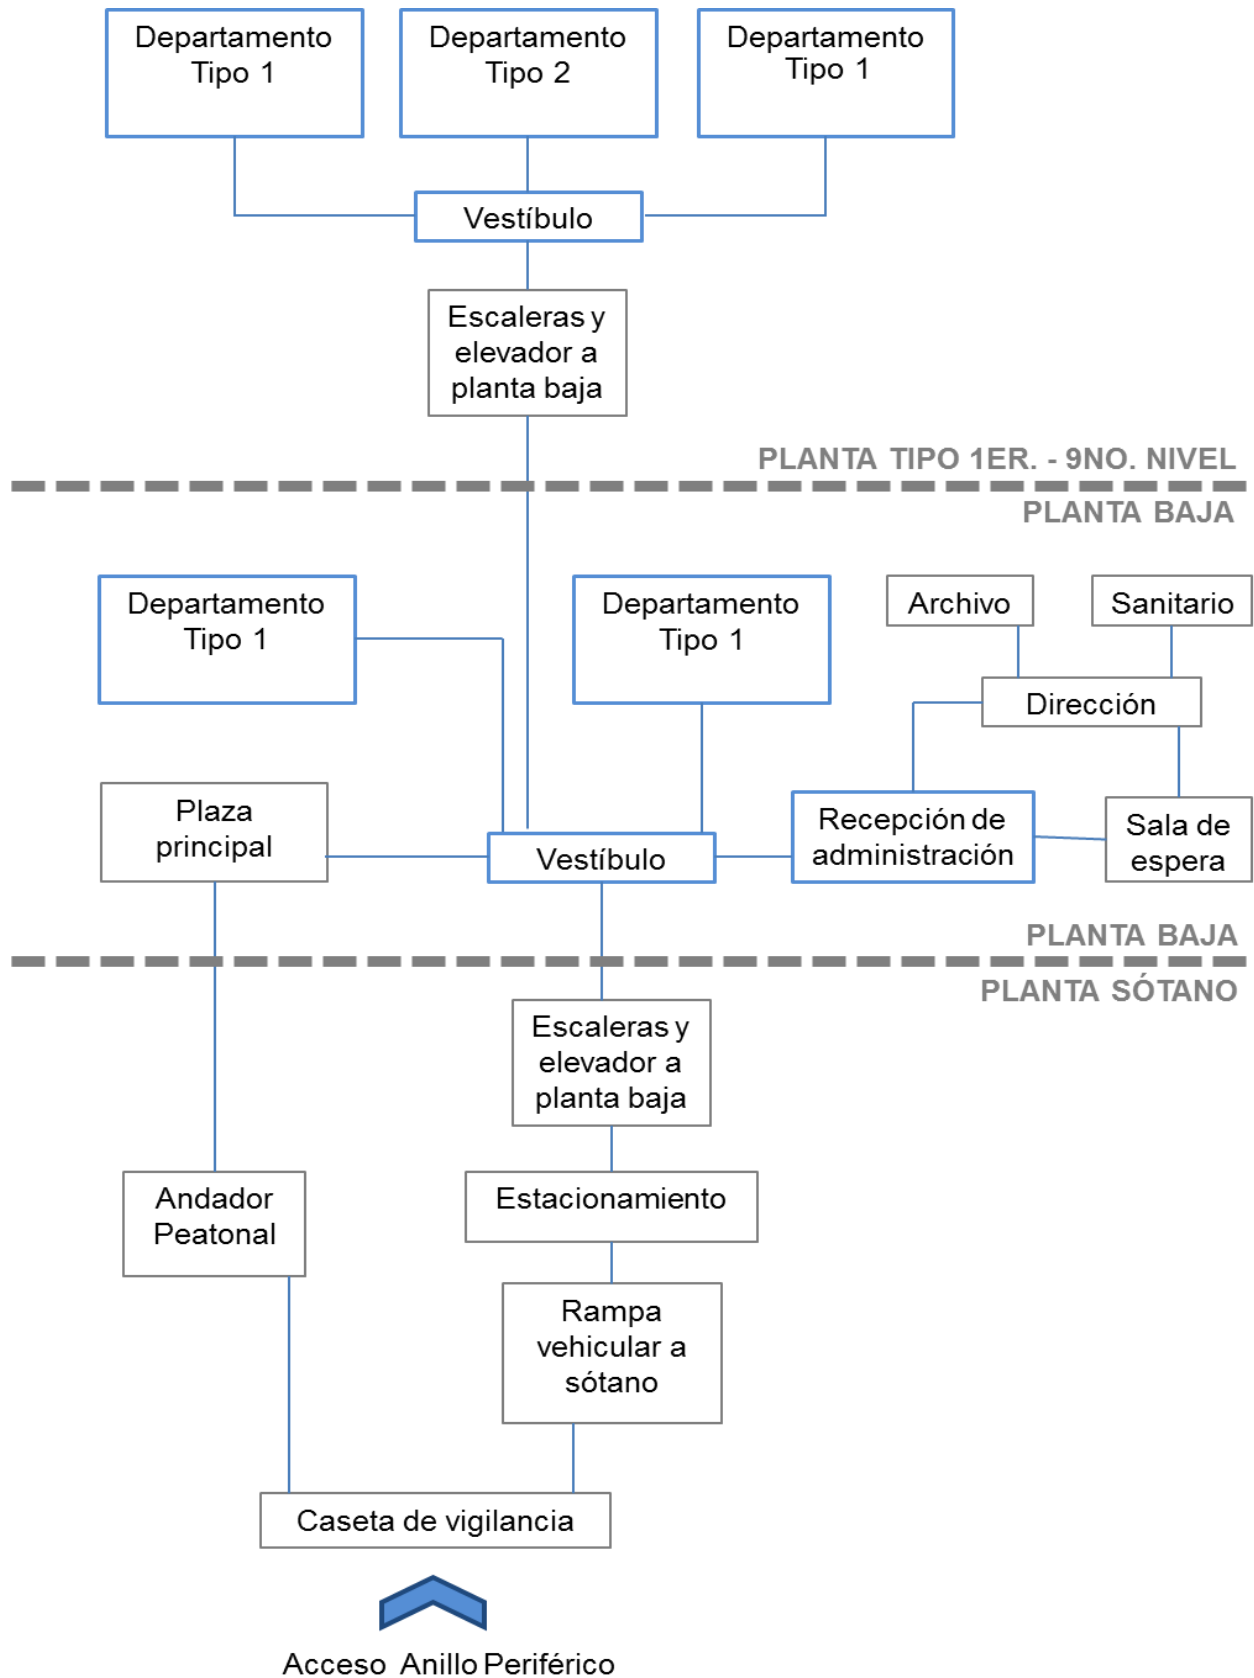 Departamento
Tipo 1
Departamento
Tipo 2
Departamento
Tipo 1
Vestíbulo
Escaleras y
elevador a
planta baja
PLANTA TIPO 1ER. - 9NO. NIVEL
PLANTA BAJA
Departamento
Tipo 1
Departamento
Tipo 1
Archivo
Sanitario
Dirección
Plaza
principal
Vestíbulo
Recepción de
administración
Sala de
espera
PLANTA BAJA
PLANTA SÓTANO
Escaleras y
elevador a
planta baja
Andador
Peatonal
Estacionamiento
Rampa
vehicular a
sótano
Caseta de vigilancia
Acceso Anillo Periférico